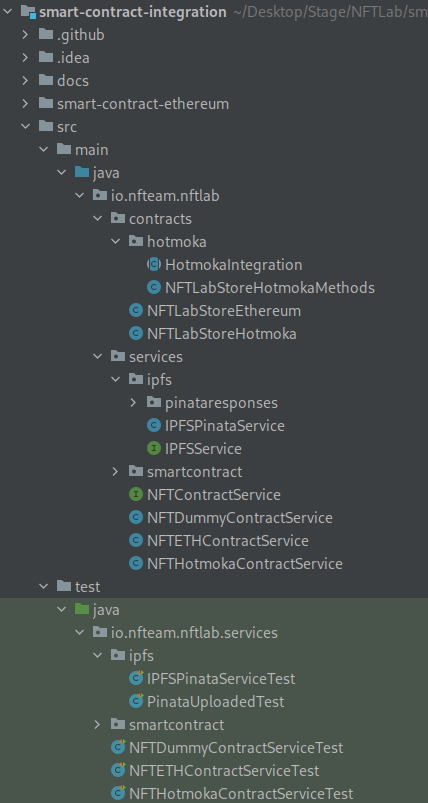 smart-contract-integration ~/Desktop/Stage/NFTLab/sm
.github
.idea
docs
smart-contract-ethereum
src
main
java
io.nfteam.nftlab
contracts
hotmoka
HotmokaIntegration
NFTLabStoreHotmokaMethods
NFTLabStoreEthereum
NFTLabStoreHotmoka
services
ipfs
pinataresponses
IPFSPinataService
IPFSService
smartcontract
NFTContractService
NFTDummyContractService
NFTETHContractService
NFTHotmokaContractService
test
java
io.nfteam.nftlab.services
ipfs
IPFSPinataServiceTest
PinataUploadedTest
smartcontract
NFTDummyContractServiceTest
NFTETHContractServiceTest
NFTHotmokaContractServiceTest